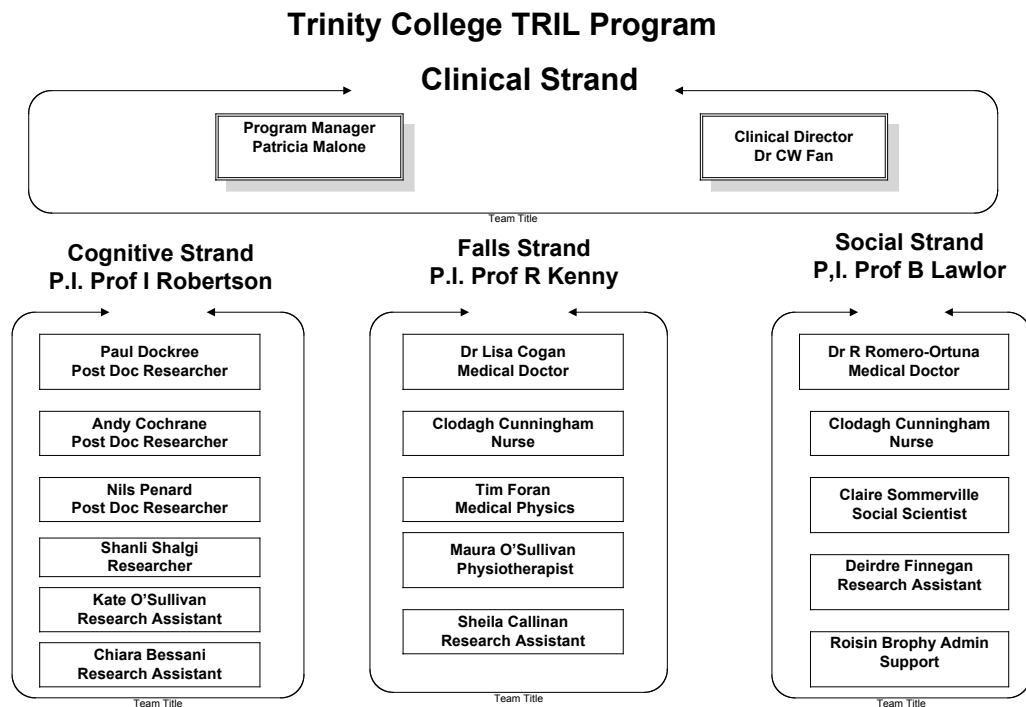 Trinity College TRIL Program
Clinical Strand
Program Manager
Patricia Malone
Clinical Director
Dr CW Fan
Team Title
Cognitive Strand
P.I. Prof I Robertson
Paul Dockree
Post Doc Researcher
Andy Cochrane
Post Doc Researcher
Nils Penard
Post Doc Researcher
Shanli Shalgi
Researcher
Kate O’Sullivan
Research Assistant
Chiara Bessani
Research Assistant
Team Title
Falls Strand
P.I. Prof R Kenny
Dr Lisa Cogan
Medical Doctor
Clodagh Cunningham
Nurse
Tim Foran
Medical Physics
Maura O’Sullivan
Physiotherapist
Sheila Callinan
Research Assistant
Team Title
Social Strand
P,I. Prof B Lawlor
Dr R Romero-Ortuna
Medical Doctor
Clodagh Cunningham
Nurse
Claire Sommerville
Social Scientist
Deirdre Finnegan
Research Assistant
Roisin Brophy Admin
Support
Team Title